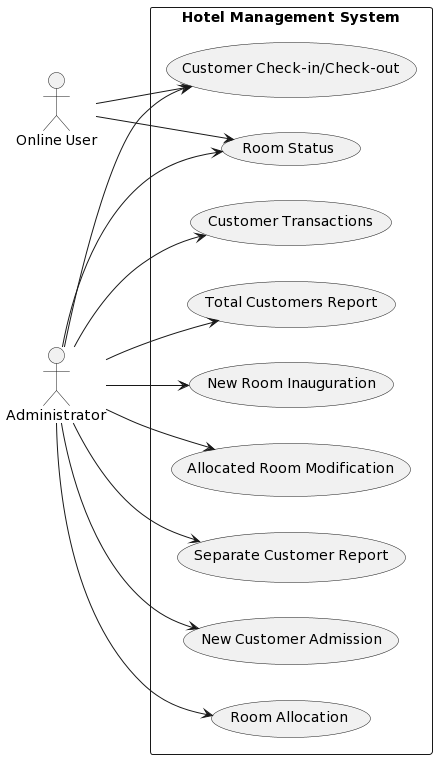 Hotel Management System
Customer Check-in/Check-out
Online User
Room Status
Customer Transactions
Total Customers Report
New Room Inauguration
Administrator
Allocated Room Modification
Separate Customer Report
New Customer Admission
Room Allocation